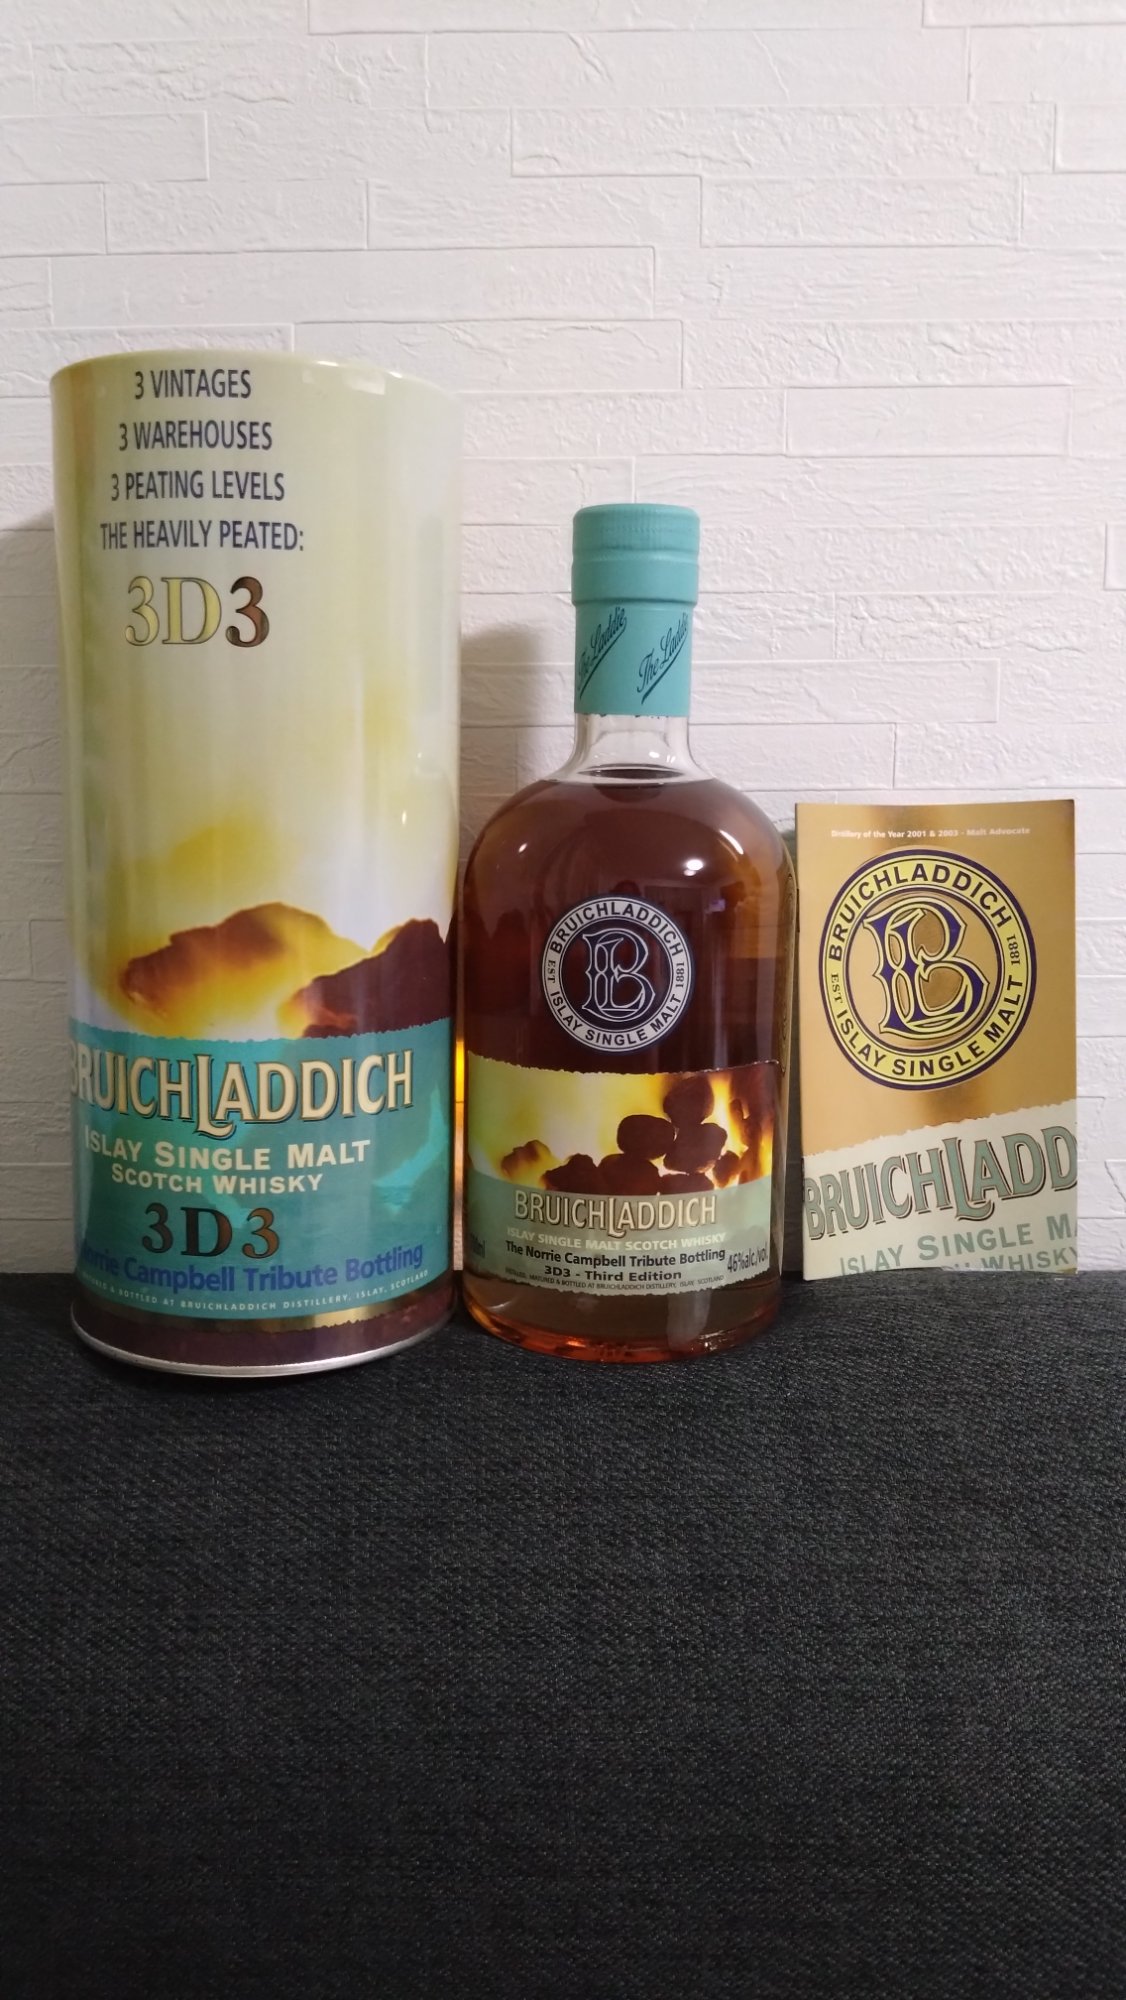 3 VINTAGES
3 WAREHOUSES
3 PEATING LEVELS
THE HEAVILY PEATED:
3D3
BRUICHLADDICH
ISLAY SINGLE MALT
SCOTCH WHISKY
3D3
Norrie Campbell Tribute Bottling
& BOTTLED AT BRUICHLADDICH DISTILLERY, ISLAY, SCOTLAND
The Laddie
The Laddie
BRUICHLADDICH
EST 1881
B
ISLAY SINGLE MALT
BRUICHLADDICH
ISLAY SINGLE MALT SCOTCH WHISKY
The Norrie Campbell Tribute Bottling
46%alc./vol
3D3 - Third Edition
DISTILLED, MATURED & BOTTLED AT BRUICHLADDICH DISTILLERY, ISLAY, SCOTLAND
Distillery of the Year 2001 & 2003 - Malt Advocate
BRUICHLADDICH
EST 1881
B
ISLAY SINGLE MALT
BRUICHLADD
ISLAY SINGLE MA
WHISKY